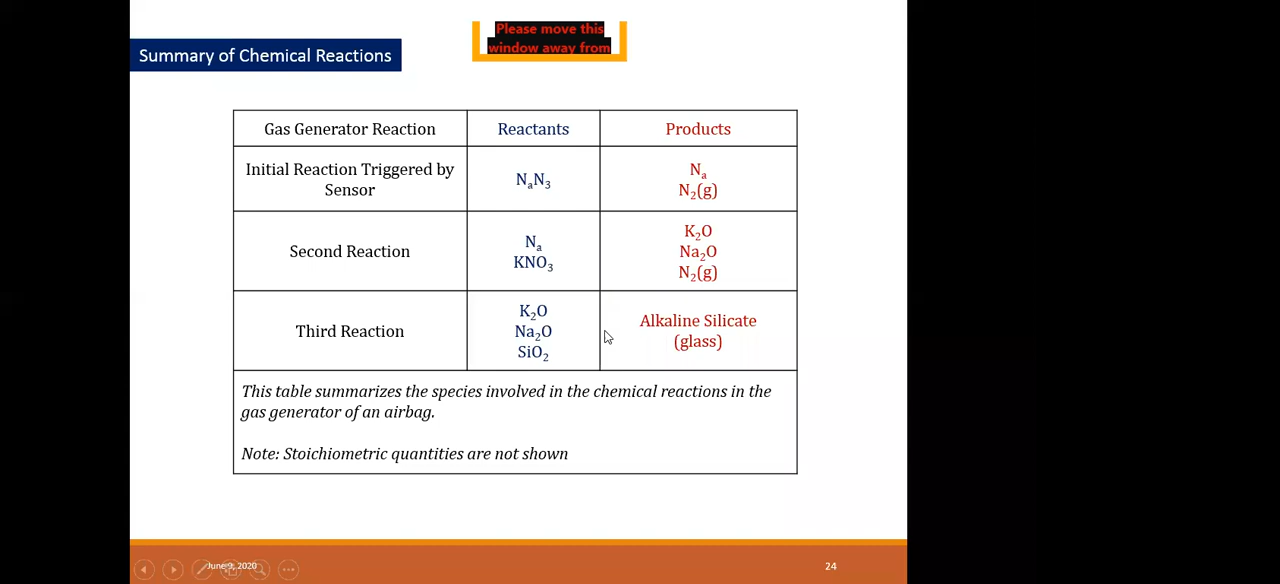 Please move this
window away from
Summary of Chemical Reactions
Gas Generator Reaction Reactants Products
Initial Reaction Triggered by
Sensor
NₐN₃
Nₐ
N₂(g)
Second Reaction
Nₐ
KNO₃
K₂O
Na₂O
N₂(g)
Third Reaction
K₂O
Na₂O
SiO₂
Alkaline Silicate
(glass)
This table summarizes the species involved in the chemical reactions in the
gas generator of an airbag.
Note: Stoichiometric quantities are not shown
June 9, 2020
24